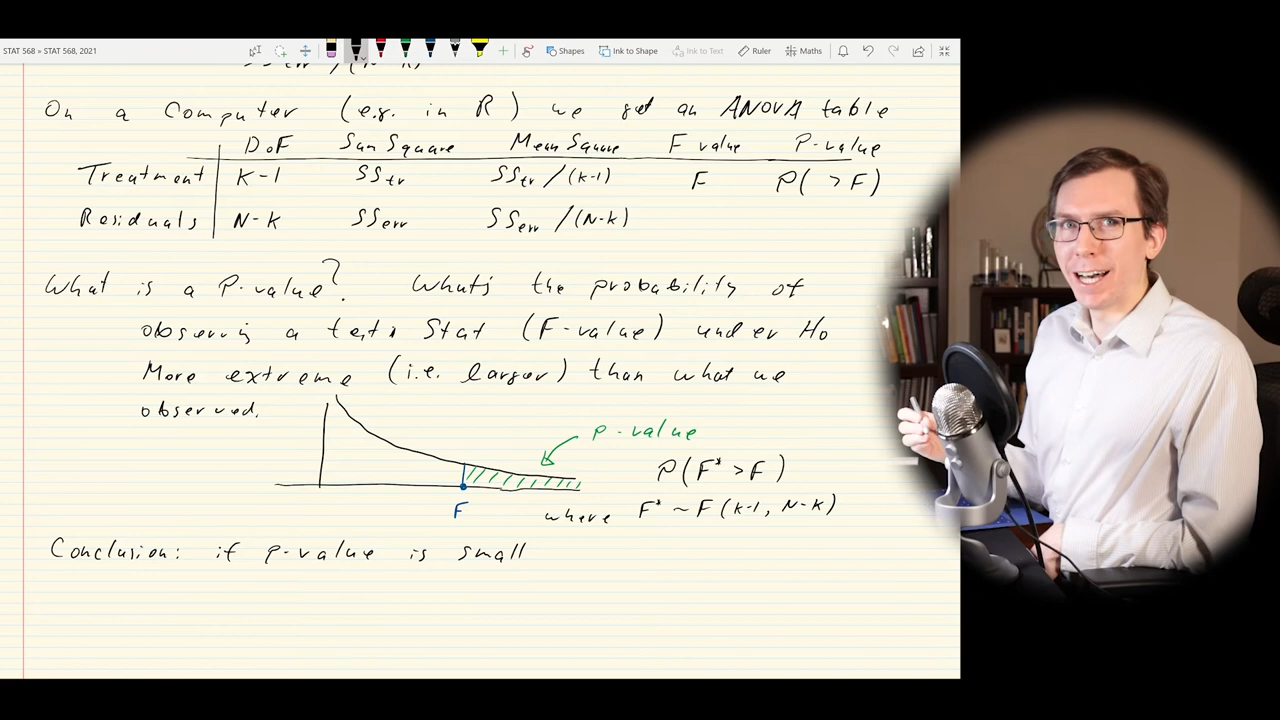 STAT 568 » STAT 568, 2021
Shapes Ink to Shape Ink to Text Ruler Maths
SSerr /(N-K)
On a Computer (e.g. in R) we get an ANOVA table
DoF Sum Square Mean Square F value P-value
Treatment K-1 SStr SStr /(k-1) F P( >F)
Residuals N-K SSerr SSerr /(N-K)
What is a P-value? What's the probability of
observing a test Stat (F-value) under Ho
More extreme (i.e. larger) than what we
observed.
p-value
P(F* >F)
F
where F* ~ F (k-1, N-K)
Conclusion: if p-value is small